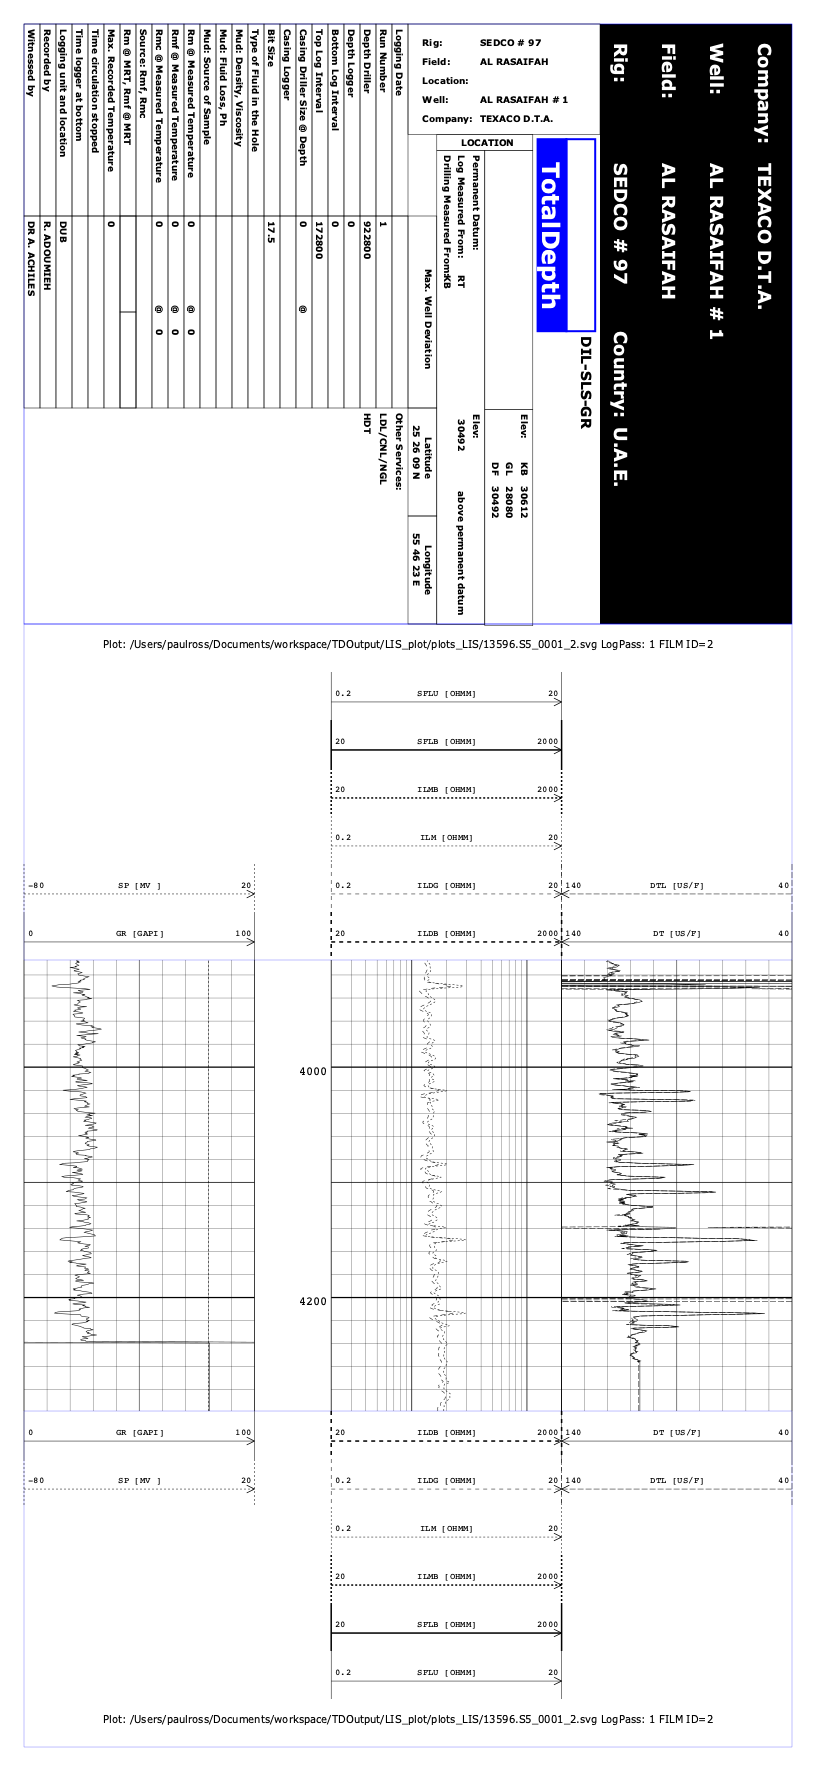 Company: TEXACO D.T.A.
Well: AL RASAIFAH # 1
Field: AL RASAIFAH
Rig: SEDCO # 97 Country: U.A.E.
TotalDepth
DIL-SLS-GR
Rig: SEDCO # 97
Field: AL RASAIFAH
Location:
Well: AL RASAIFAH # 1
Company: TEXACO D.T.A.
LOCATION
Elev: KB 30612
GL 28080
DF 30492
Permanent Datum: Elev:
Log Measured From: RT 30492 above permanent datum
Drilling Measured From:KB
Max. Well Deviation
Latitude
25 26 09 N
Longitude
55 46 23 E
Logging Date
Run Number 1
Depth Driller 922800
Depth Logger 0
Bottom Log Interval 0
Top Log Interval 172800
Casing Driller Size @ Depth 0 @
Casing Logger
Bit Size 17.5
Type of Fluid in the Hole
Mud: Density, Viscosity
Mud: Fluid Loss, Ph
Mud: Source of Sample
Rm @ Measured Temperature 0 @ 0
Rmf @ Measured Temperature 0 @ 0
Rmc @ Measured Temperature 0 @ 0
Source: Rmf, Rmc
Rm @ MRT, Rmf @ MRT
Max. Recorded Temperature 0
Time circulation stopped
Time logger at bottom
Logging unit and location DUB
Recorded by R. ADOUMIEH
Witnessed by DR A. ACHILES
Other Services:
LDL/CNL/NGL
HDT
Plot: /Users/paulross/Documents/workspace/TDOutput/LIS_plot/plots_LIS/13596.S5_0001_2.svg LogPass: 1 FILM ID=2
0.2 SFLU [OHMM] 20
20 SFLB [OHMM] 2000
20 ILMB [OHMM] 2000
0.2 ILM [OHMM] 20
-80 SP [MV ] 20 0.2 ILDG [OHMM] 20 140 DTL [US/F] 40
0 GR [GAPI] 100 20 ILDB [OHMM] 2000 140 DT [US/F] 40
4000
4200
0 GR [GAPI] 100 20 ILDB [OHMM] 2000 140 DT [US/F] 40
-80 SP [MV ] 20 0.2 ILDG [OHMM] 20 140 DTL [US/F] 40
0.2 ILM [OHMM] 20
20 ILMB [OHMM] 2000
20 SFLB [OHMM] 2000
0.2 SFLU [OHMM] 20
Plot: /Users/paulross/Documents/workspace/TDOutput/LIS_plot/plots_LIS/13596.S5_0001_2.svg LogPass: 1 FILM ID=2